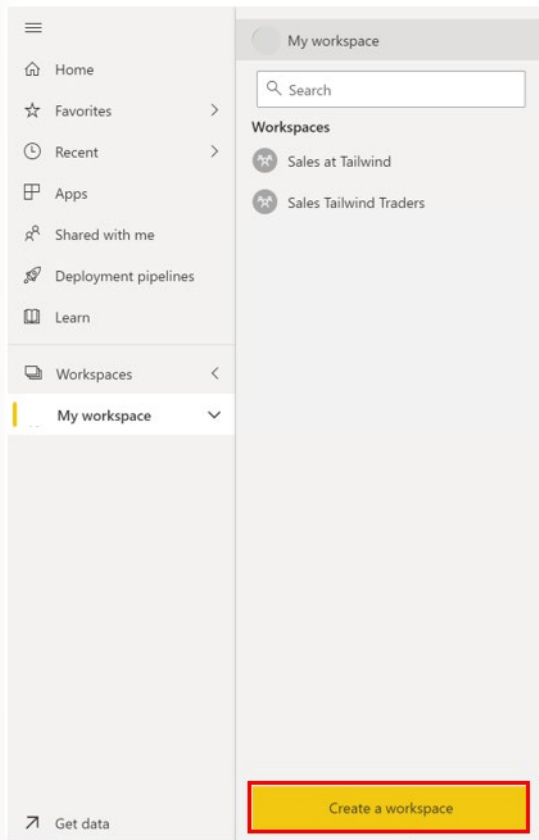 Home
Favorites
Recent
Apps
Shared with me
Deployment pipelines
Learn
Workspaces
My workspace
Get data
My workspace
Search
Workspaces
Sales at Tailwind
Sales Tailwind Traders
Create a workspace